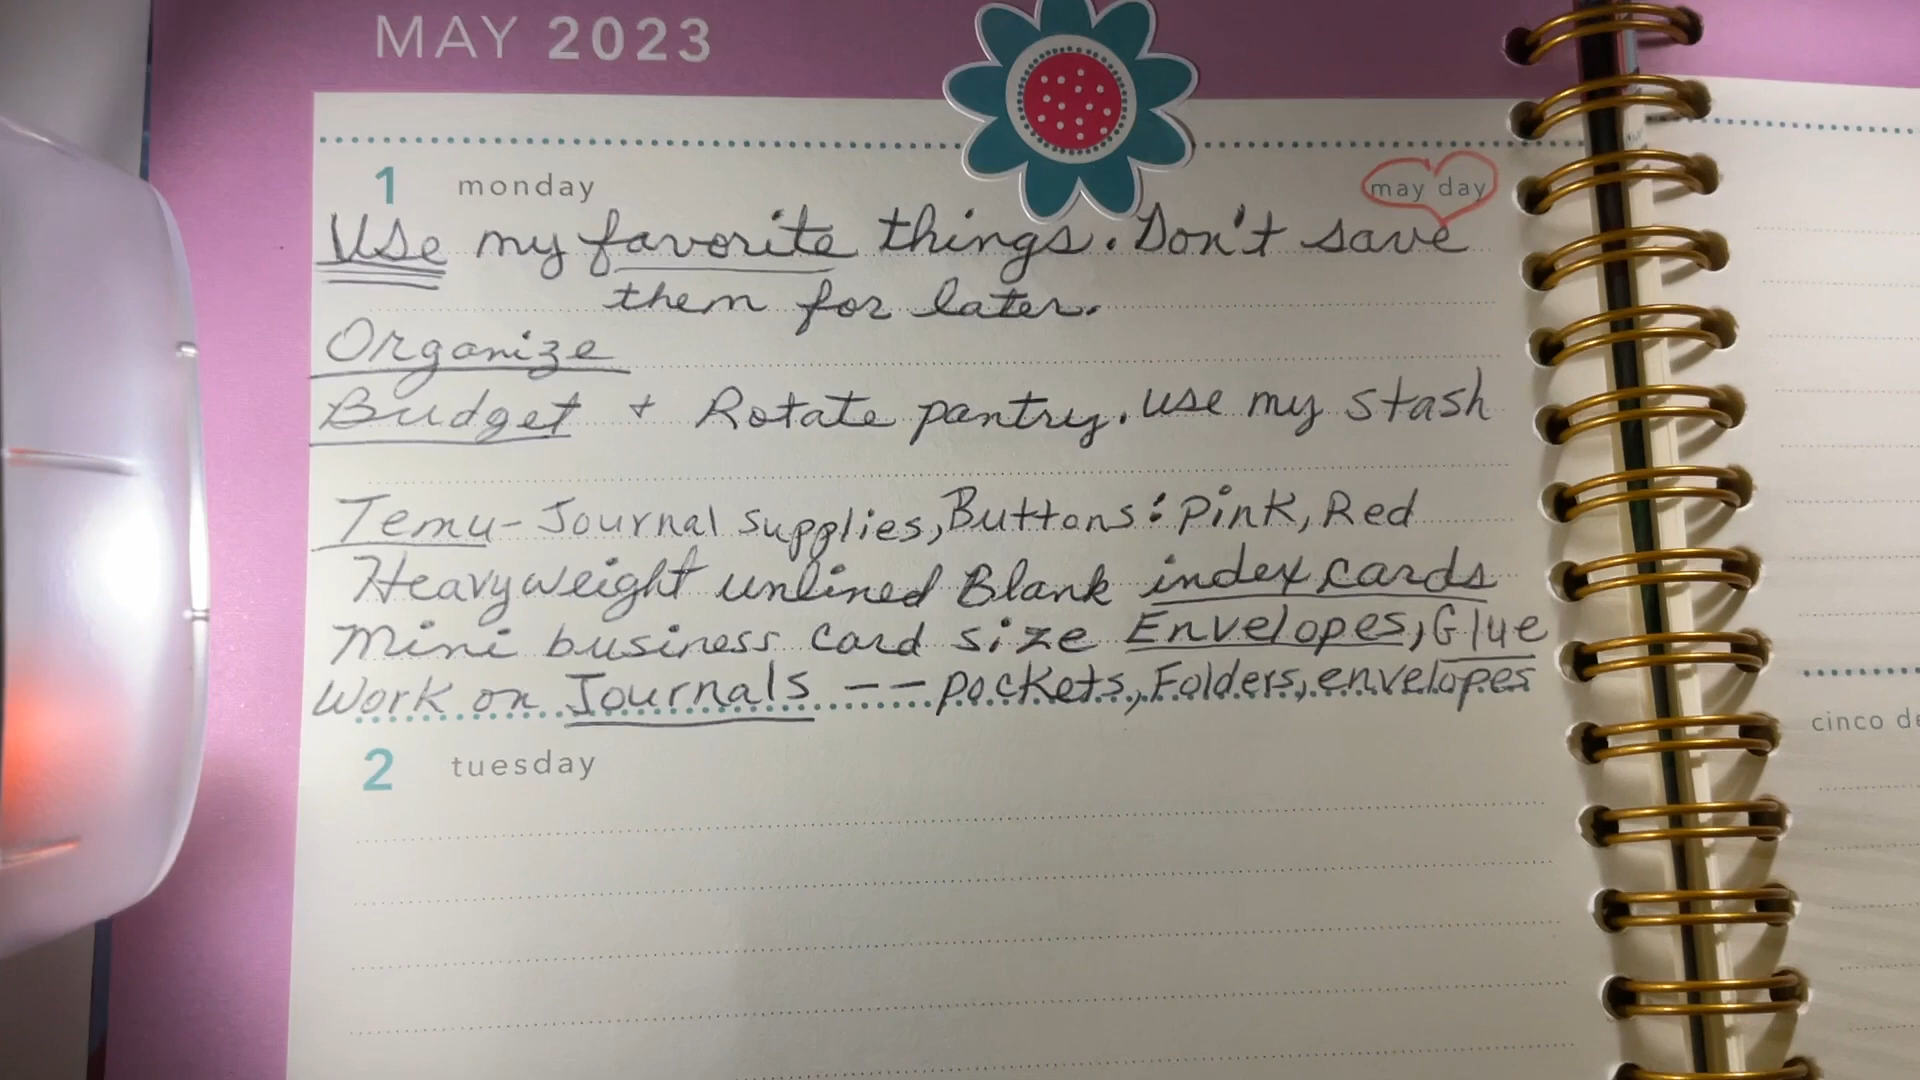 MAY 2023
1 monday may day
Use my favorite things. Don't save
them for later.
Organize
Budget + Rotate pantry. use my stash
Temu - Journal supplies, Buttons: Pink, Red
Heavyweight unlined Blank index cards
Mini business card size Envelopes, Glue
Work on Journals -- pockets, Folders, envelopes
2 tuesday
cinco de